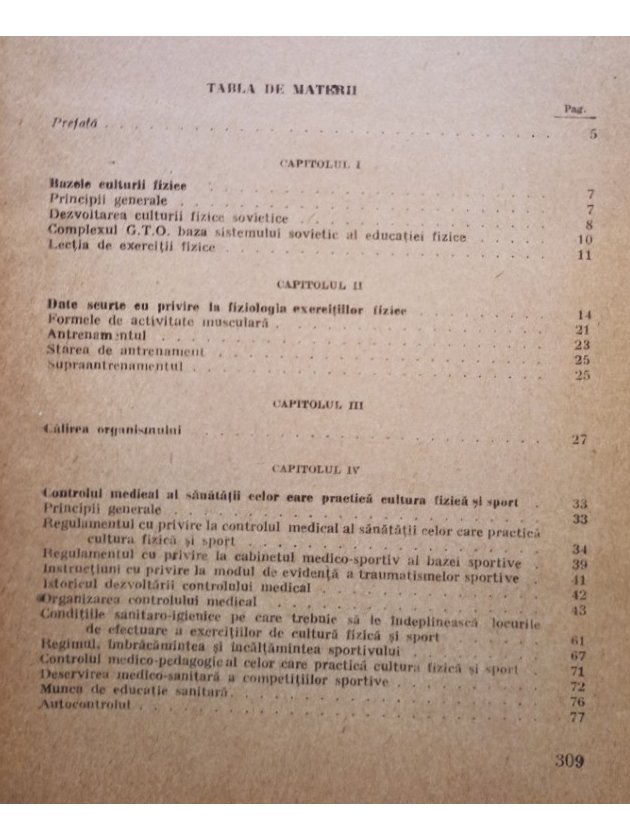 TABLA DE MATERII
Pag.
Prefață . . . 5
CAPITOLUL I
Bazele culturii fizice . . . 7
Principii generale . . . 7
Dezvoltarea culturii fizice sovietice . . . 8
Complexul G.T.O. baza sistemului sovietic al educației fizice . . . 10
Lecția de exerciții fizice . . . 11
CAPITOLUL II
Date scurte cu privire la fiziologia exercițiilor fizice . . . 14
Formele de activitate musculară . . . 21
Antrenamentul . . . 23
Starea de antrenament . . . 25
Supraantrenamentul . . . 25
CAPITOLUL III
Călirea organismului . . . 27
CAPITOLUL IV
Controlul medical al sănătății celor care practică cultura fizică și sport . 33
Principii generale . . . 33
Regulamentul cu privire la controlul medical al sănătății celor care practică
cultura fizică și sport . . . 34
Regulamentul cu privire la cabinetul medico-sportiv al bazei sportive . 39
Instrucțiuni cu privire la modul de evidență a traumatismelor sportive . 41
Istoricul dezvoltării controlului medical . . . 42
Organizarea controlului medical . . . 43
Condițiile sanitaro-igienice pe care trebuie să le îndeplinească locurile
de efectuare a exercițiilor de cultură fizică și sport . . . 61
Regimul, îmbrăcămintea și încălțămintea sportivului . . . 67
Controlul medico-pedagogic al celor care practică cultura fizică și sport . 71
Deservirea medico-sanitară a competițiilor sportive . . . 72
Munca de educație sanitară . . . 76
Autocontrolul . . . 77
309